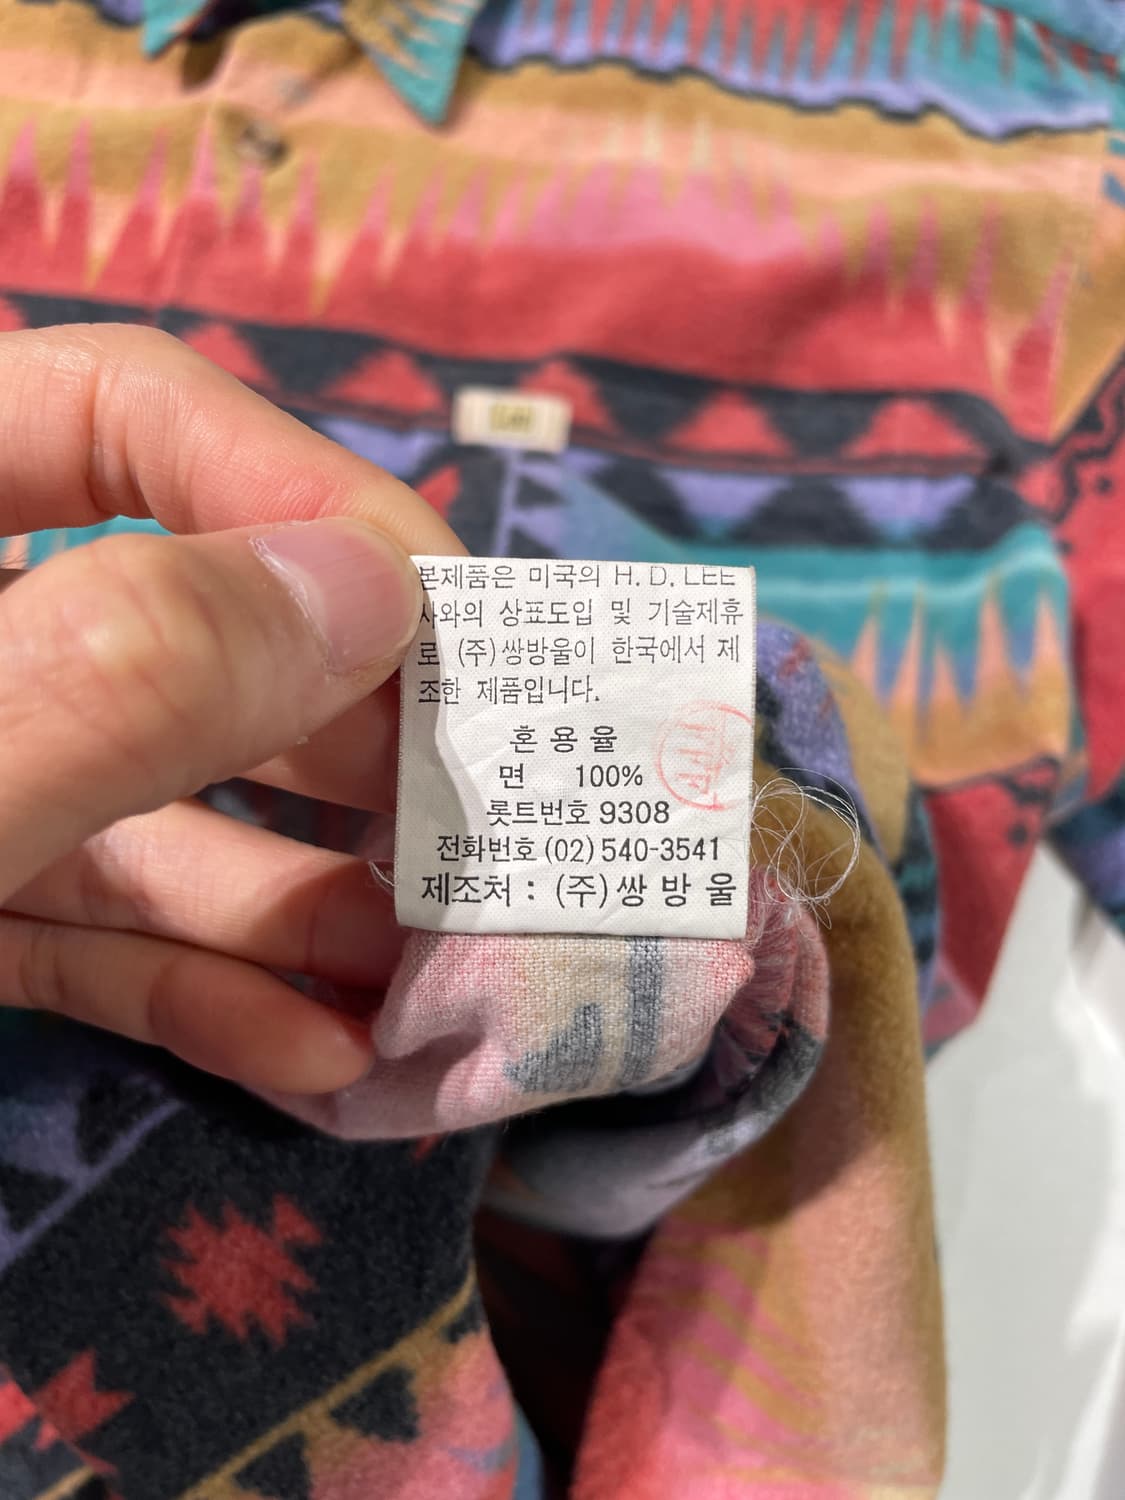 Lee
본제품은 미국의 H. D. LEE
사와의 상표도입 및 기술제휴
로 (주)쌍방울이 한국에서 제
조한 제품입니다.
혼용율
면 100%
롯트번호 9308
전화번호 (02) 540-3541
제조처 : (주) 쌍방울